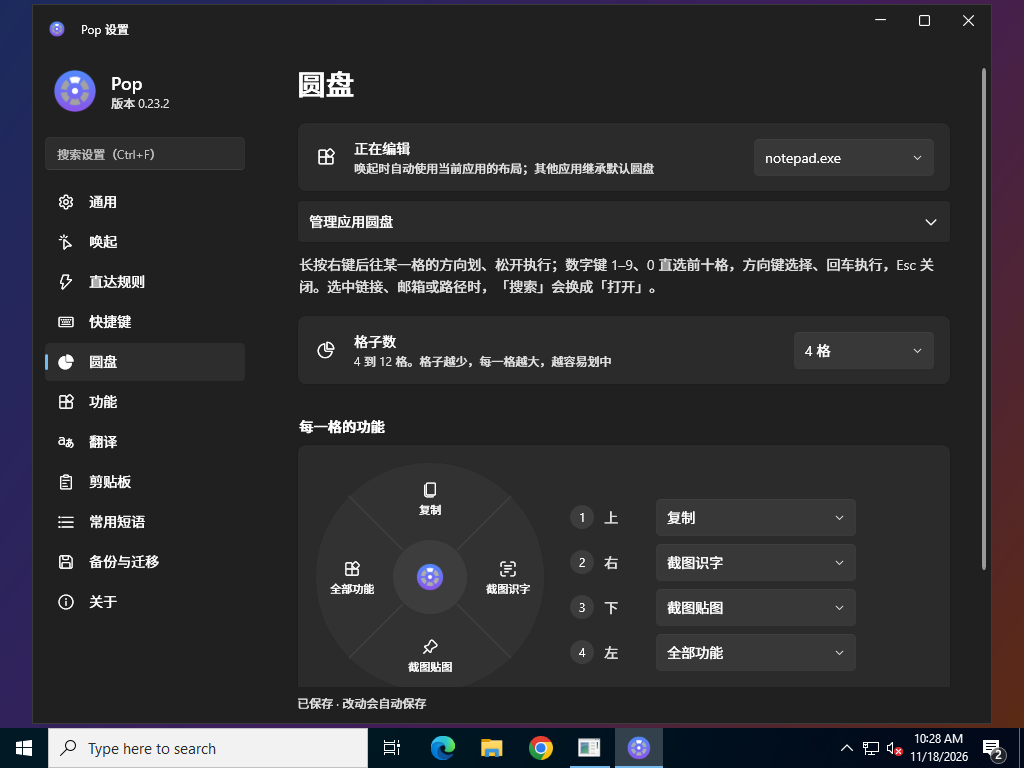 Pop 设置
Pop
版本 0.23.2
搜索设置（Ctrl+F）
通用
唤起
直达规则
快捷键
圆盘
功能
翻译
剪贴板
常用短语
备份与迁移
关于
圆盘
正在编辑
唤起时自动使用当前应用的布局；其他应用继承默认圆盘
notepad.exe
管理应用圆盘
长按右键后往某一格的方向划、松开执行；数字键 1–9、0 直选前十格，方向键选择、回车执行，Esc 关
闭。选中链接、邮箱或路径时，「搜索」会换成「打开」。
格子数
4 到 12 格。格子越少，每一格越大，越容易划中
4 格
每一格的功能
复制
全部功能
截图识字
截图贴图
1 上 复制
2 右 截图识字
3 下 截图贴图
4 左 全部功能
已保存 · 改动会自动保存
Type here to search
10:28 AM
11/18/2026
2